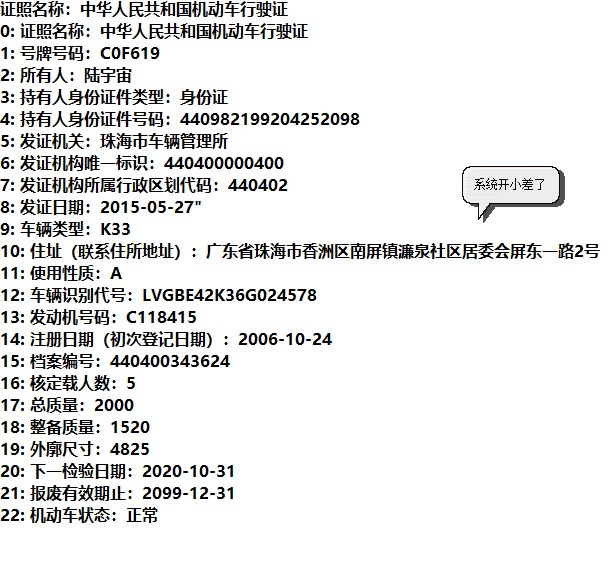 证照名称：中华人民共和国机动车行驶证
0: 证照名称：中华人民共和国机动车行驶证
1: 号牌号码：C0F619
2: 所有人：陆宇宙
3: 持有人身份证件类型：身份证
4: 持有人身份证件号码：440982199204252098
5: 发证机关：珠海市车辆管理所
6: 发证机构唯一标识：440400000400
7: 发证机构所属行政区划代码：440402
8: 发证日期：2015-05-27"
9: 车辆类型：K33
10: 住址（联系住所地址）：广东省珠海市香洲区南屏镇濂泉社区居委会屏东一路2号
11: 使用性质：A
12: 车辆识别代号：LVGBE42K36G024578
13: 发动机号码：C118415
14: 注册日期（初次登记日期）：2006-10-24
15: 档案编号：440400343624
16: 核定载人数：5
17: 总质量：2000
18: 整备质量：1520
19: 外廓尺寸：4825
20: 下一检验日期：2020-10-31
21: 报废有效期止：2099-12-31
22: 机动车状态：正常
系统开小差了